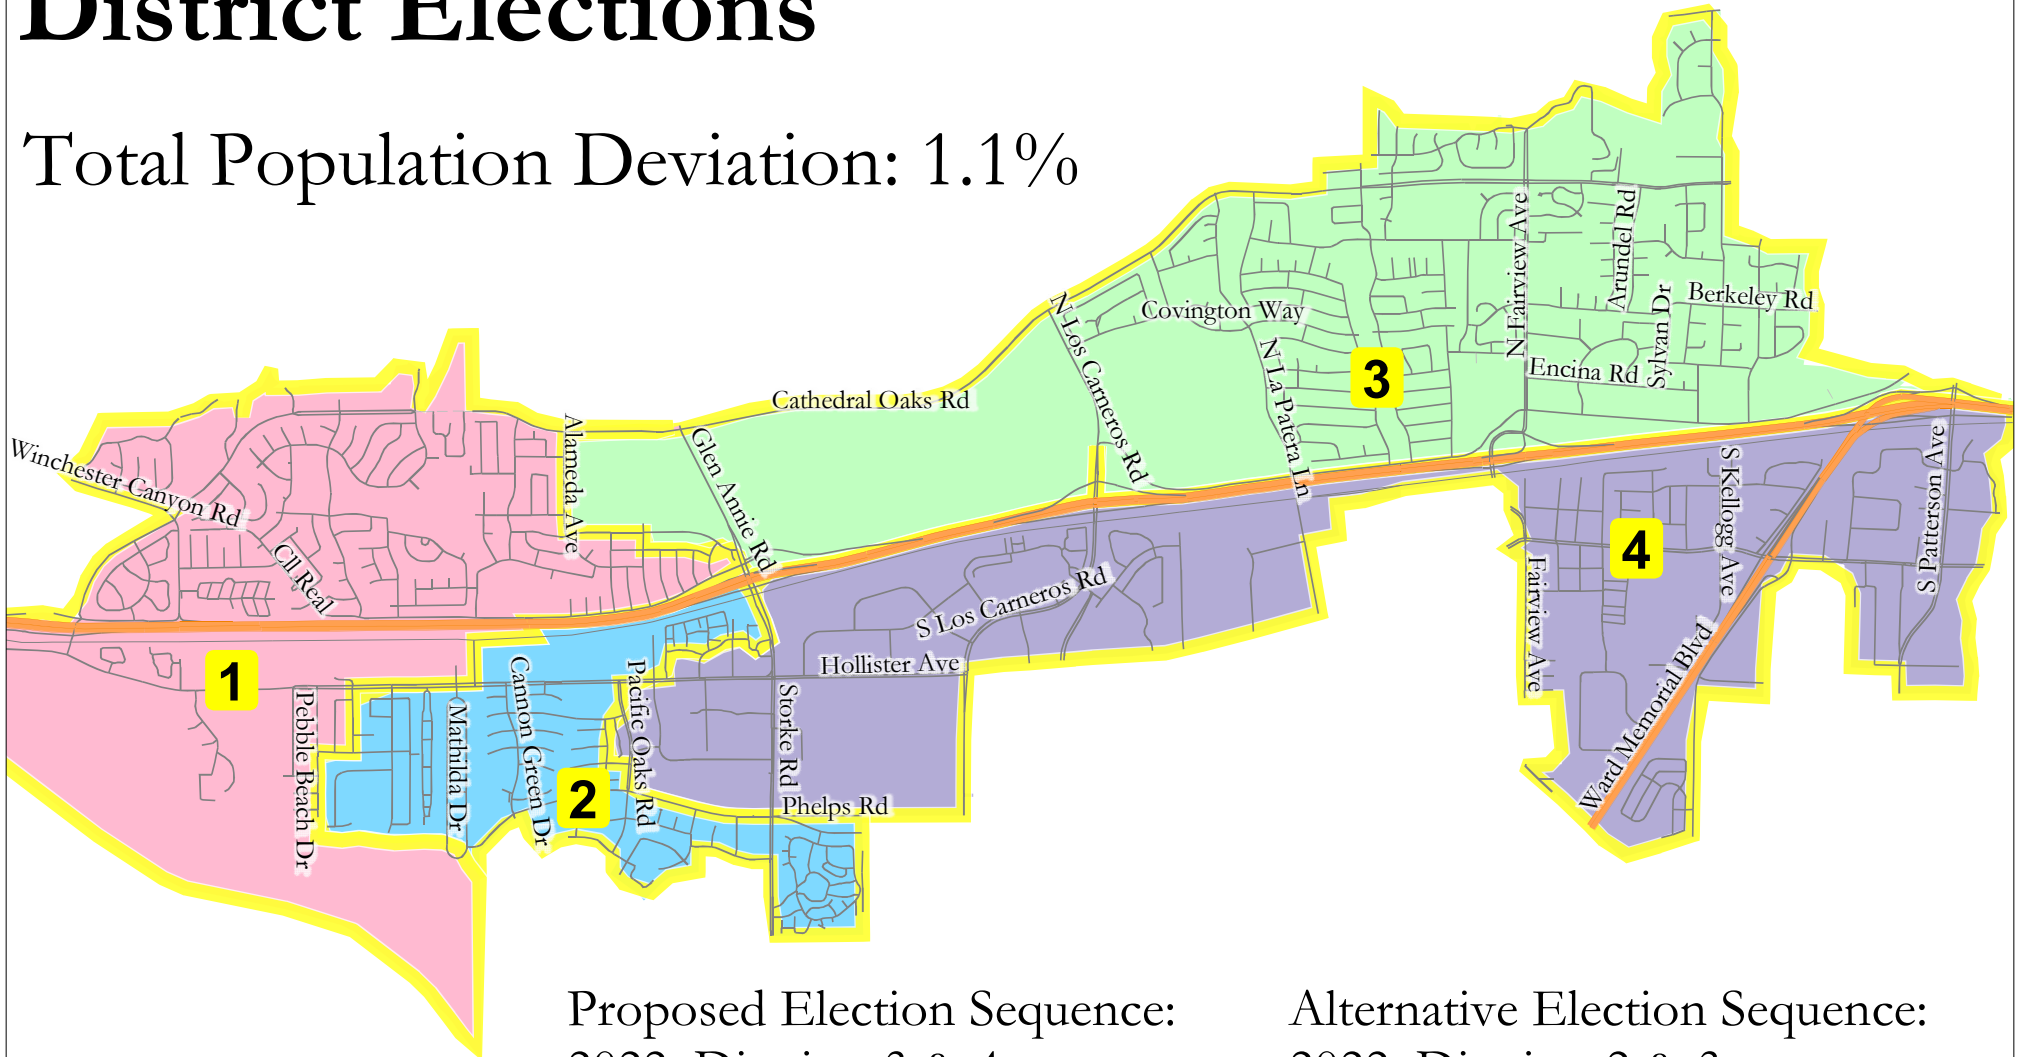 District Elections
Total Population Deviation: 1.1%
Cathedral Oaks Rd
Winchester Canyon Rd
Alameda Ave
Glen Annie Rd
Cll Real
N Los Carneros Rd
Covington Way
N La Patera Ln
3
N Fairview Ave
Arundel Rd
Sylvan Dr
Berkeley Rd
Encina Rd
S Kellogg Ave
S Patterson Ave
4
Fairview Ave
Ward Memorial Blvd
S Los Carneros Rd
Hollister Ave
1
Pebble Beach Dr
Mathilda Dr
Cannon Green Dr
2
Pacific Oaks Rd
Storke Rd
Phelps Rd
Proposed Election Sequence:
Alternative Election Sequence: